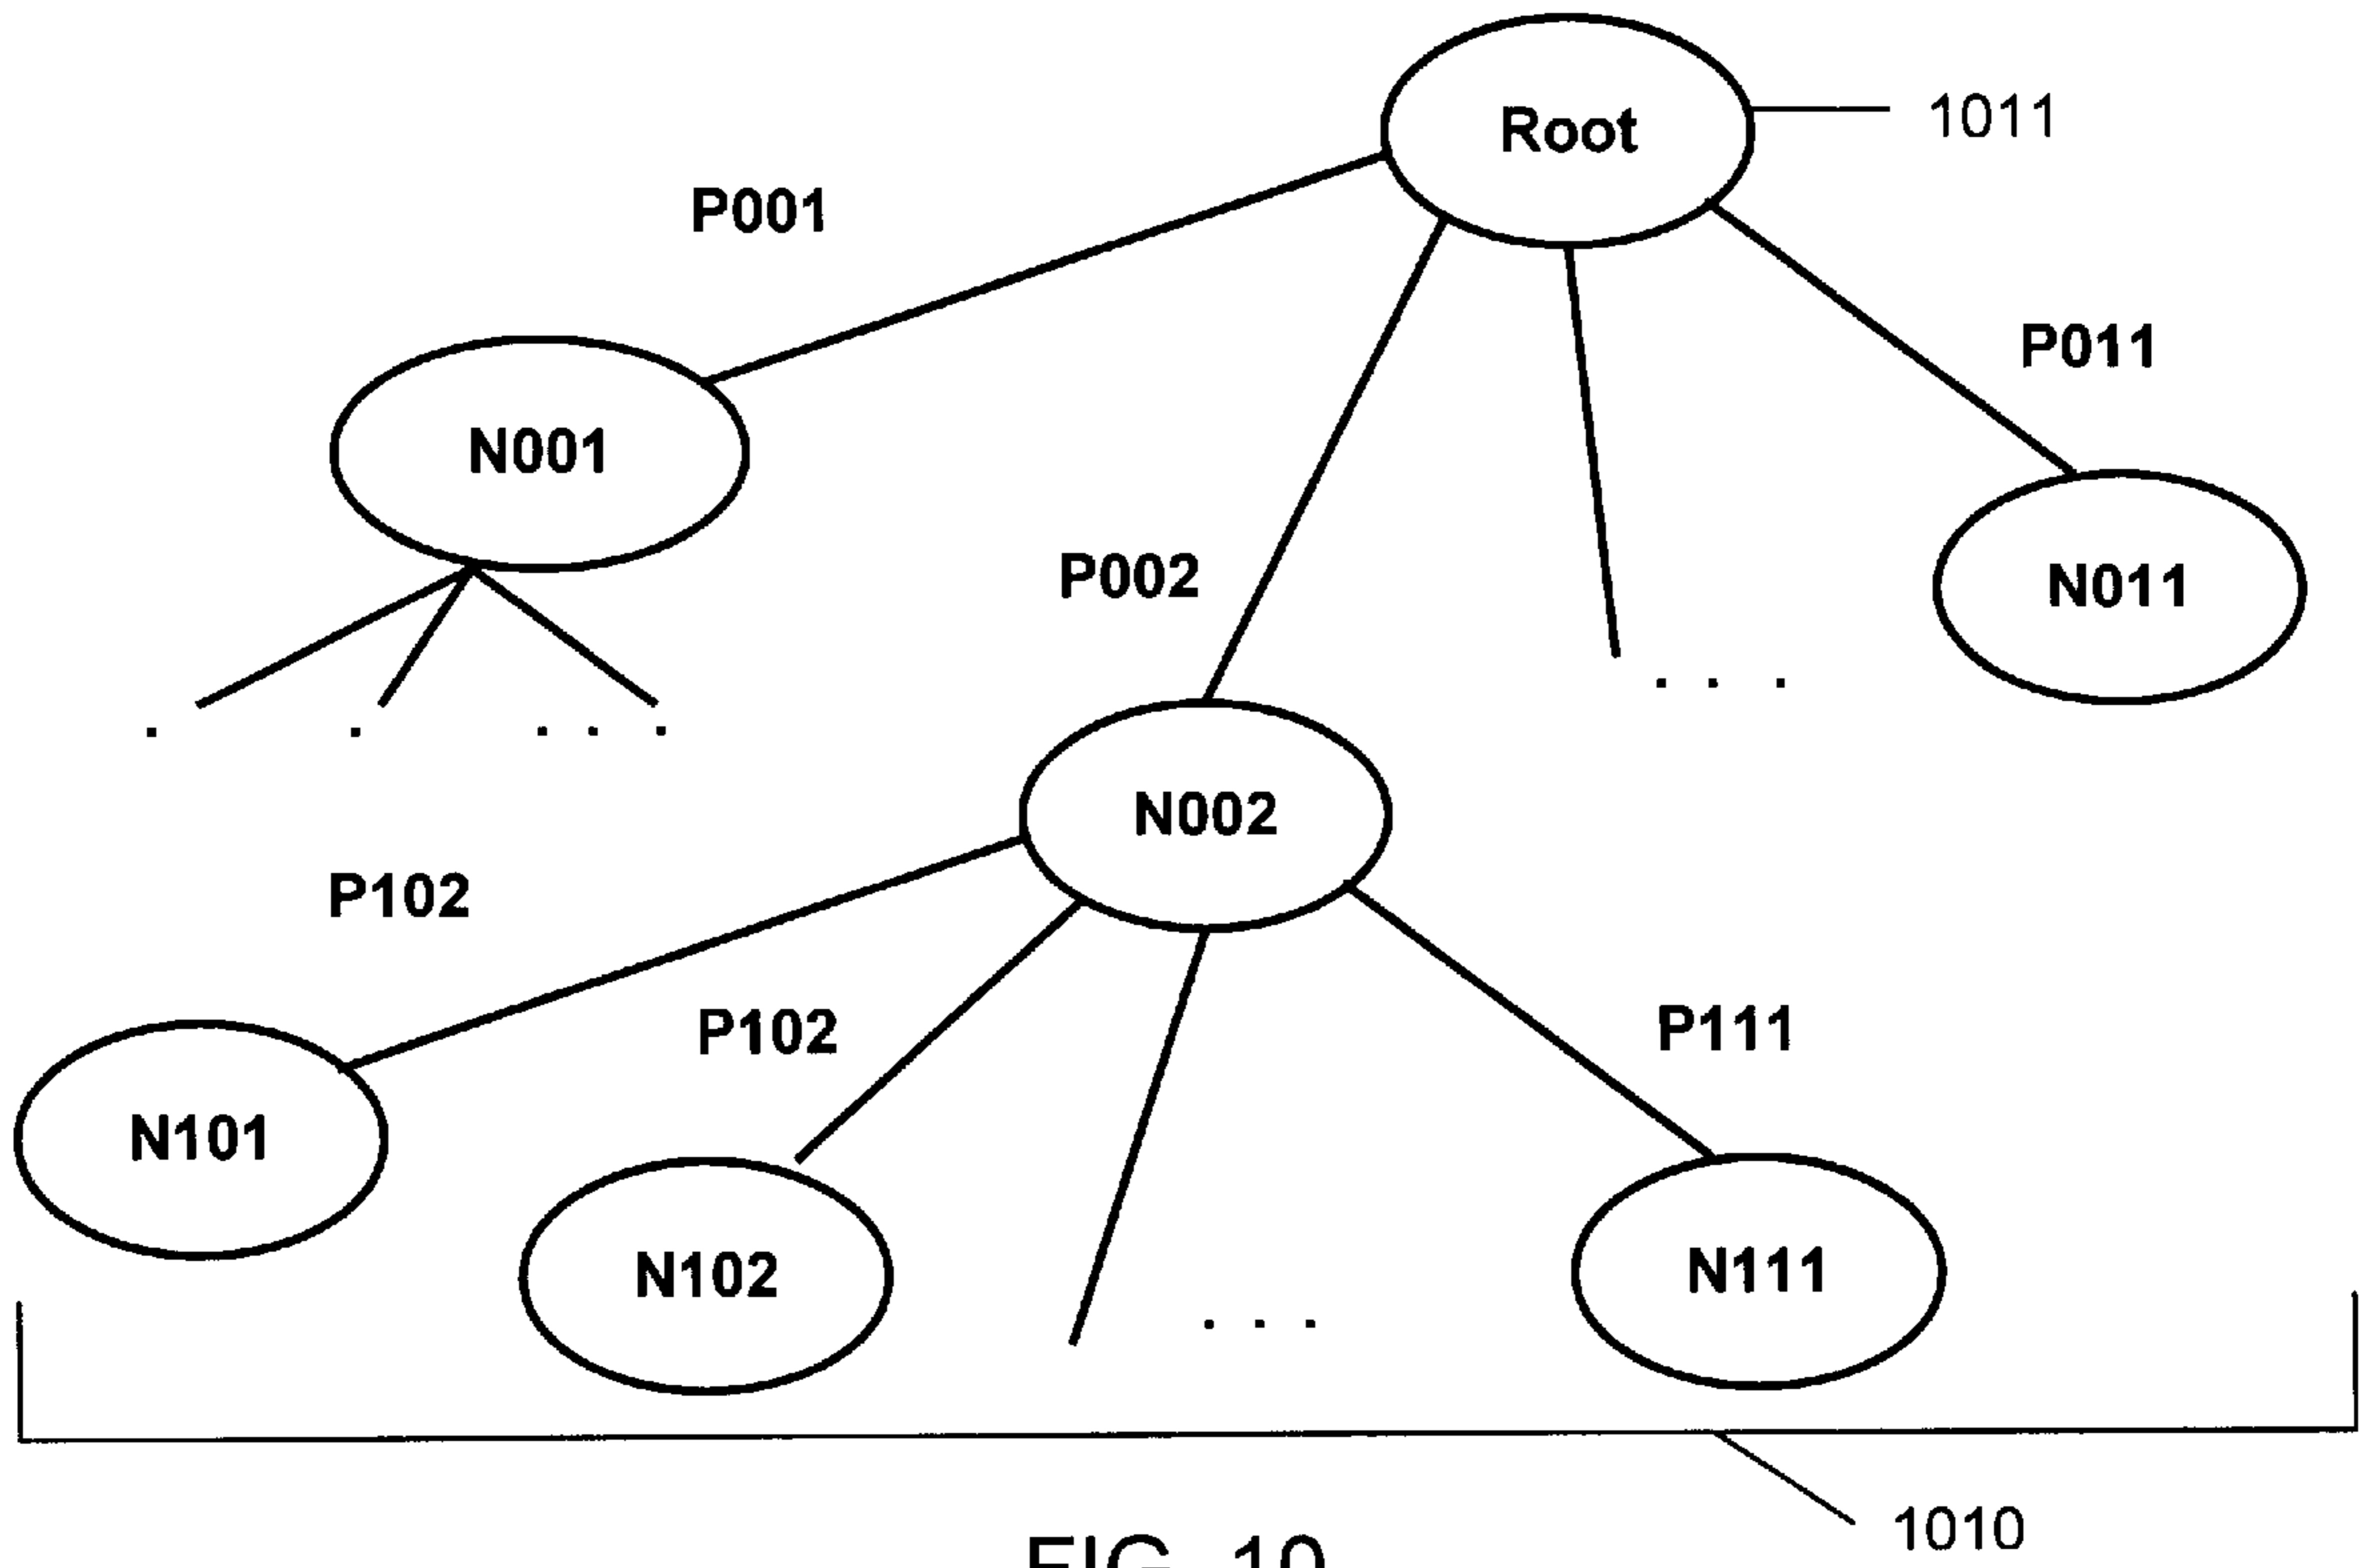 Root
1011
P001
P011
N001
P002
N011
. . .
. . . . .
N002
P102
P102
P111
N101
N102
N111
. . .
1010
FIG. 10